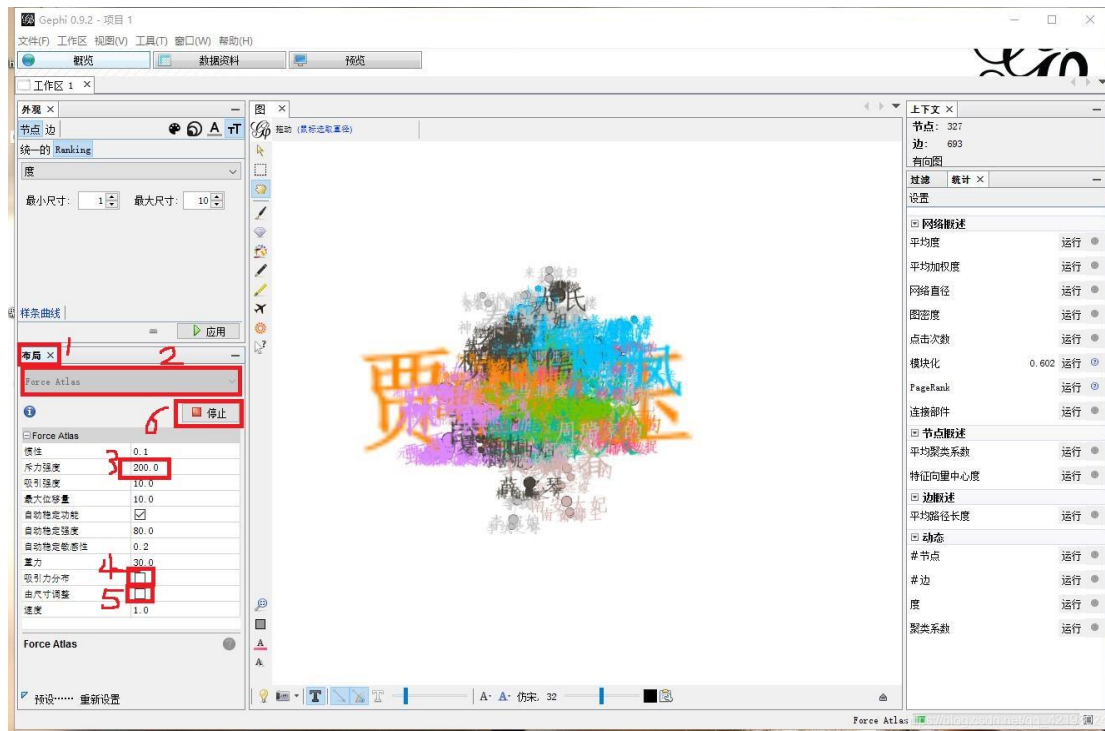 Gephi 0.9.2 - 项目 1
文件(F) 工作区 视图(V) 工具(T) 窗口(W) 帮助(H)
概览 数据资料 预览
工作区 1 ×
外观 ×
节点 边
统一的 Ranking
度
最小尺寸: 1 最大尺寸: 10
样条曲线
应用
布局 × 1 2
Force Atlas
6 停止
Force Atlas
惯性 0.1
3 斥力强度 200.0
吸引强度 10.0
最大位移量 10.0
自动稳定功能
自动稳定强度 80.0
自动稳定敏感性 0.2
重力 30.0
4 吸引力分布
5 由尺寸调整
速度 1.0
Force Atlas
预设…… 重新设置
图 ×
拖动 (鼠标选取直径)
贾
凤
玉
薛 琴
仿宋, 32
上下文 ×
节点: 327
边: 693
有向图
过滤 统计 ×
设置
网络概述
平均度 运行
平均加权度 运行
网络直径 运行
图密度 运行
点击次数 运行
模块化 0.602 运行
PageRank 运行
连接部件 运行
节点概述
平均聚类系数 运行
特征向量中心度 运行
边概述
平均路径长度 运行
动态
#节点 运行
#边 运行
度 运行
聚类系数 运行
Force Atlas